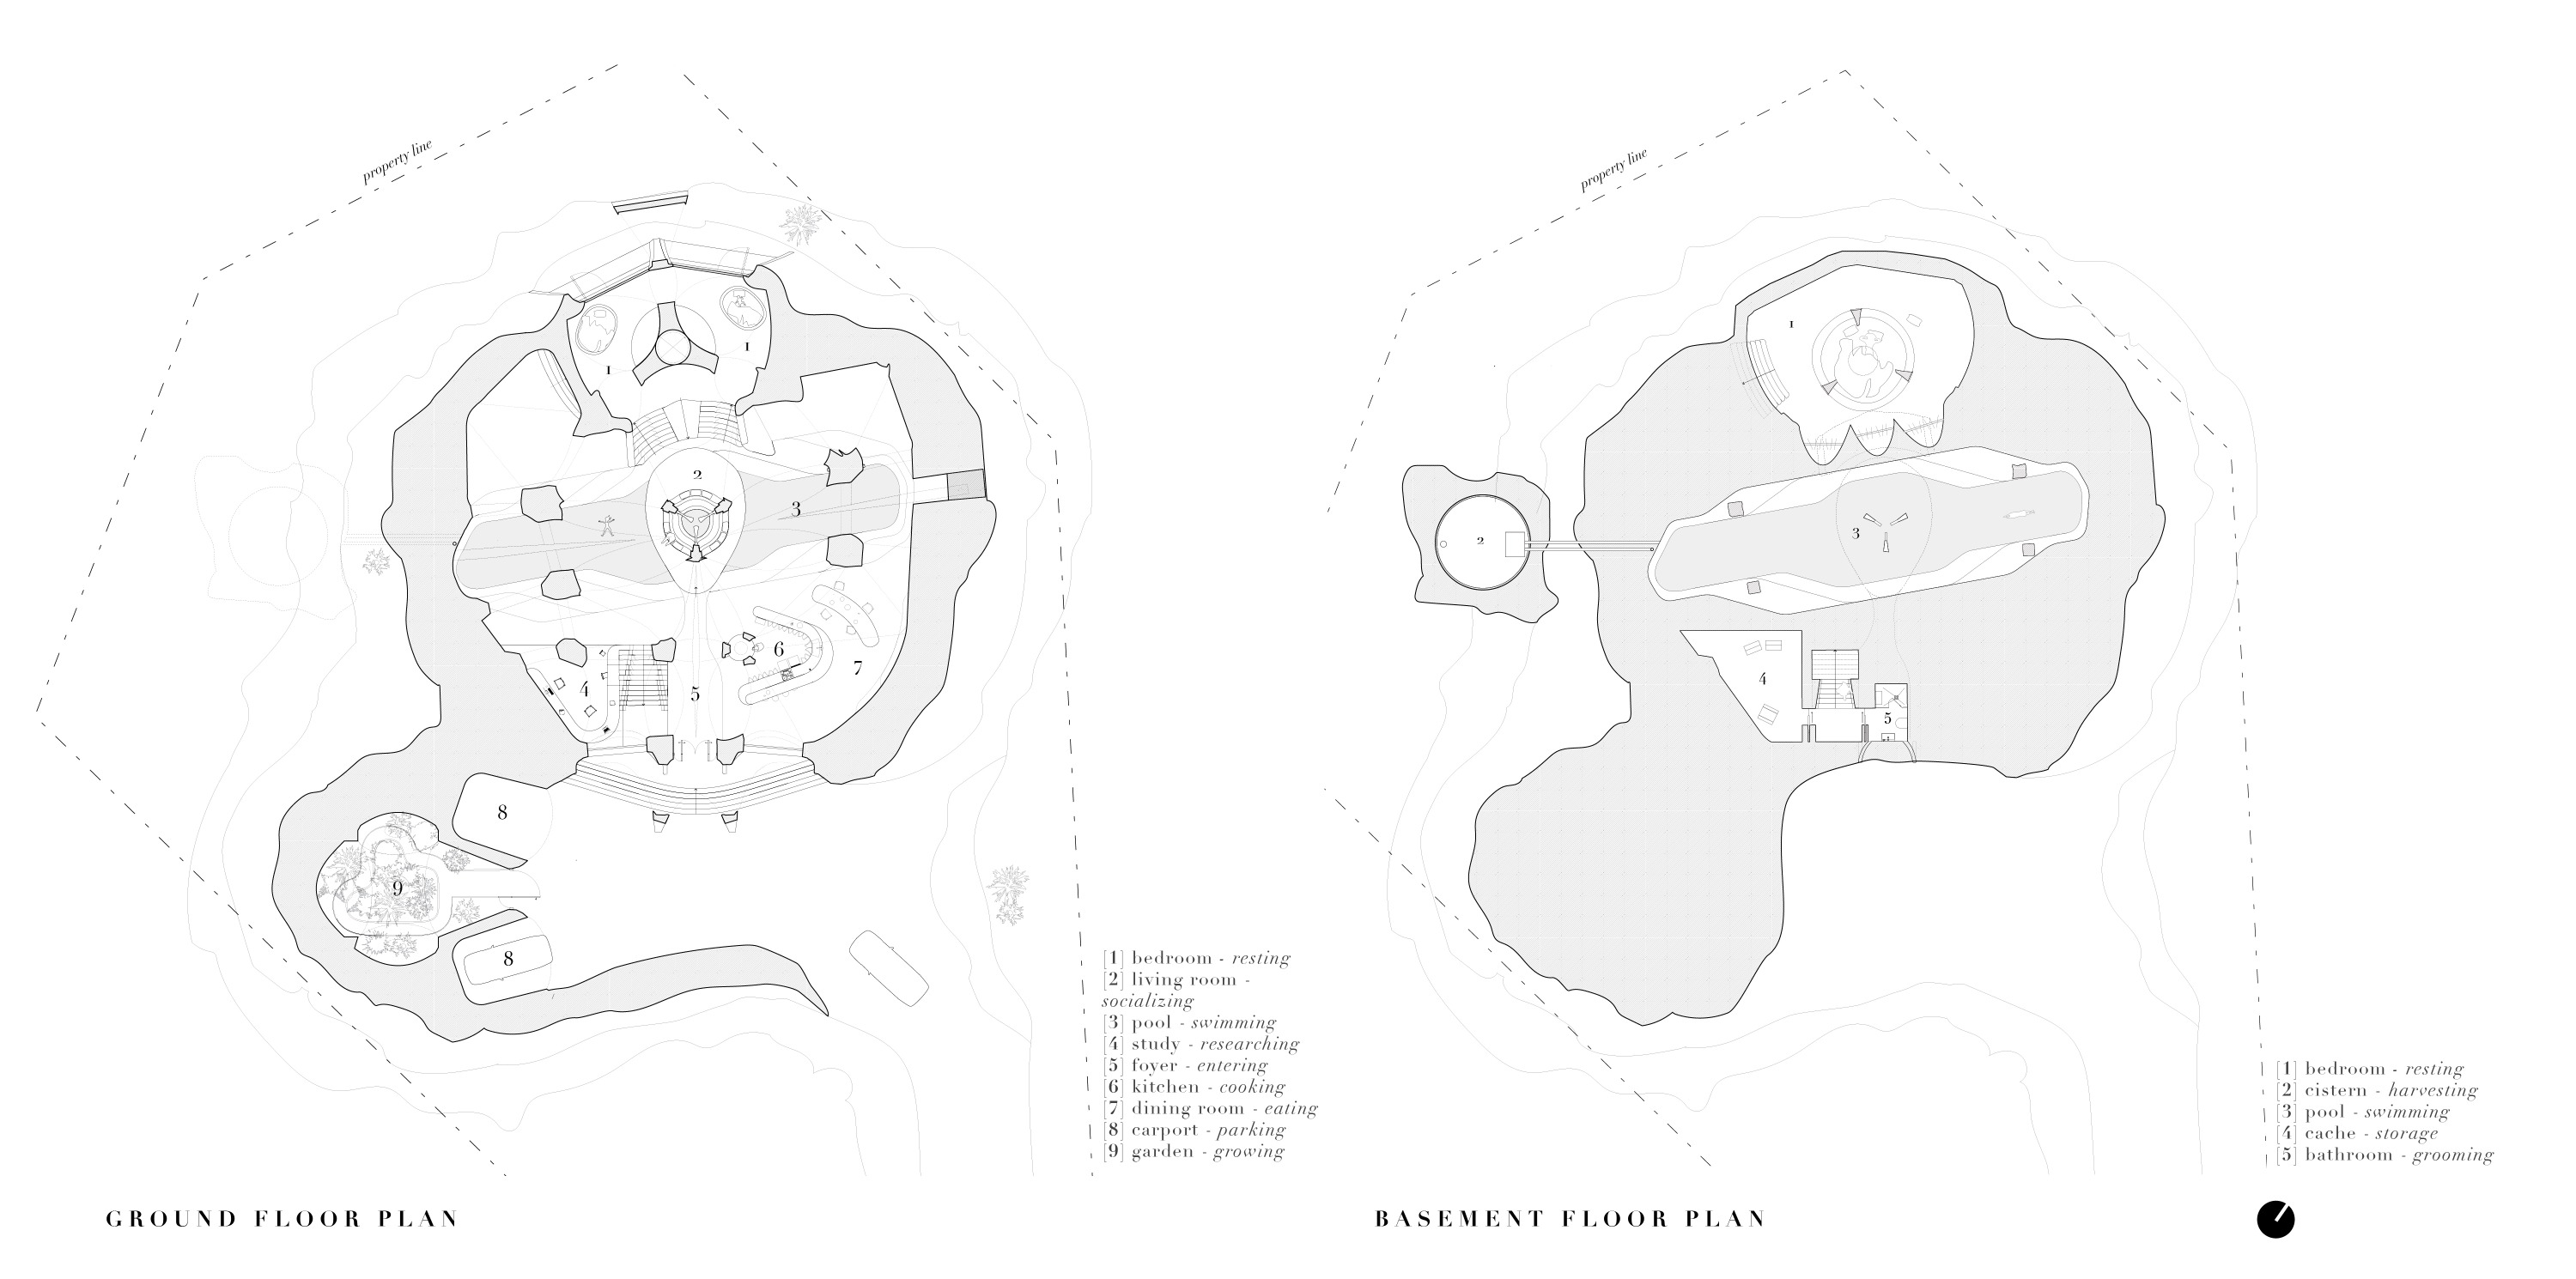 property line
1
1
2
3
4
5
6
7
8
8
9
[1] bedroom - resting
[2] living room -
socializing
[3] pool - swimming
[4] study - researching
[5] foyer - entering
[6] kitchen - cooking
[7] dining room - eating
[8] carport - parking
[9] garden - growing
GROUND FLOOR PLAN
property line
1
2
3
4
5
[1] bedroom - resting
[2] cistern - harvesting
[3] pool - swimming
[4] cache - storage
[5] bathroom - grooming
BASEMENT FLOOR PLAN